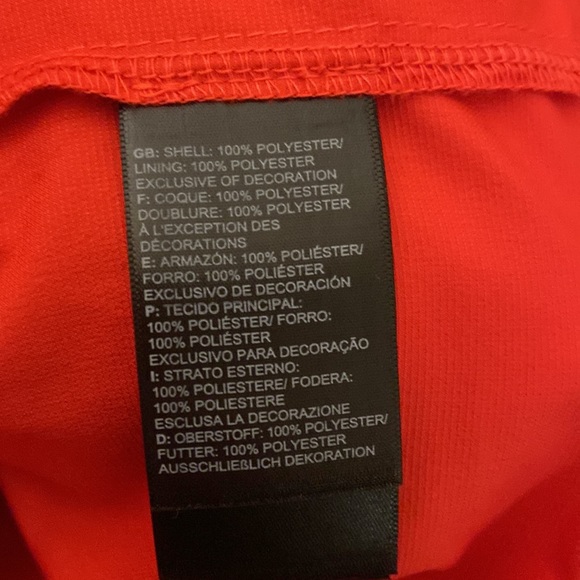 GB: SHELL: 100% POLYESTER/
LINING: 100% POLYESTER
EXCLUSIVE OF DECORATION
F: COQUE: 100% POLYESTER/
DOUBLURE: 100% POLYESTER
À L'EXCEPTION DES
DÉCORATIONS
E: ARMAZÓN: 100% POLIÉSTER/
FORRO: 100% POLIÉSTER
EXCLUSIVO DE DECORACIÓN
P: TECIDO PRINCIPAL:
100% POLIÉSTER/ FORRO:
100% POLIÉSTER
EXCLUSIVO PARA DECORAÇÃO
I: STRATO ESTERNO:
100% POLIESTERE/ FODERA:
100% POLIESTERE
ESCLUSA LA DECORAZIONE
D: OBERSTOFF: 100% POLYESTER/
FUTTER: 100% POLYESTER
AUSSCHLIEßLICH DEKORATION